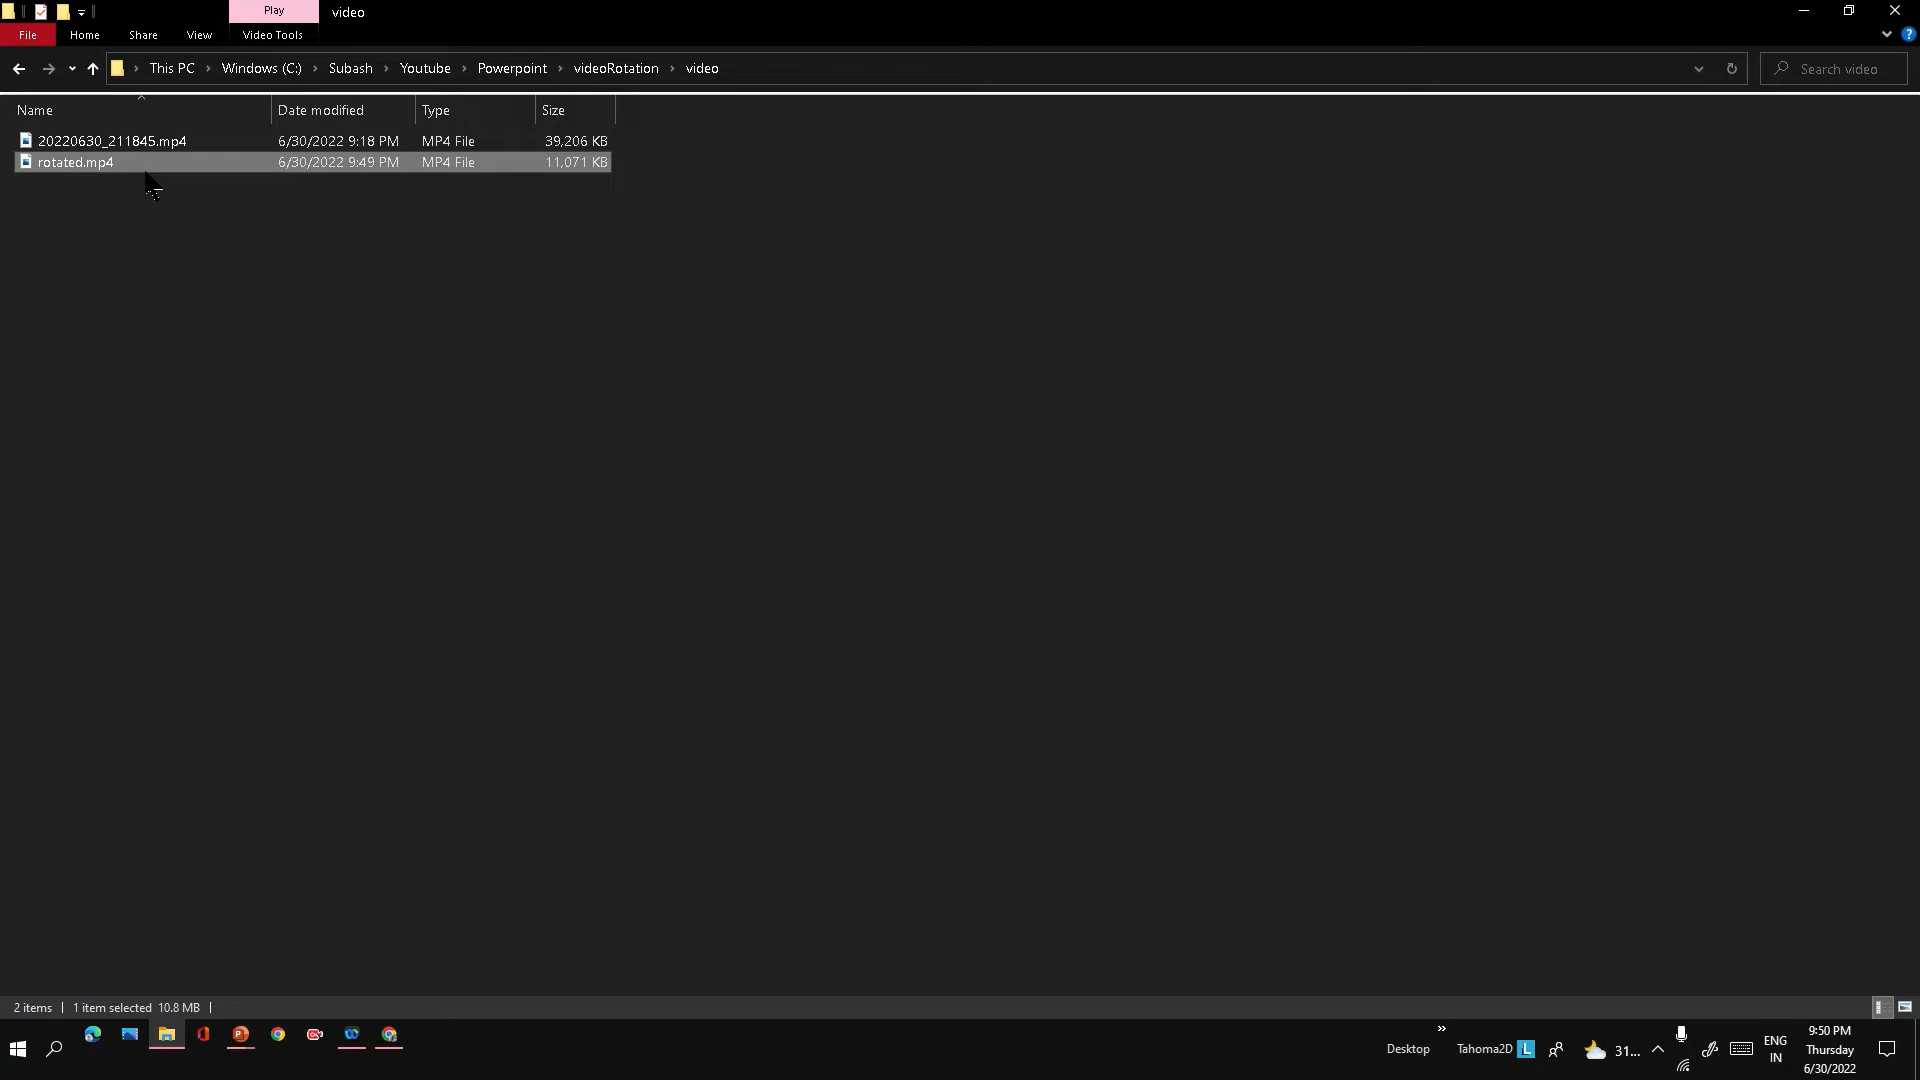 Play
video
File
Home
Share
View
Video Tools
This PC
Windows (C:)
Subash
Youtube
Powerpoint
videoRotation
video
Search video
Name
Date modified
Type
Size
20220630_211845.mp4
6/30/2022 9:18 PM
MP4 File
39,206 KB
rotated.mp4
6/30/2022 9:49 PM
MP4 File
11,071 KB
2 items
1 item selected 10.8 MB
Desktop
Tahoma2D
L
31...
ENG
IN
9:50 PM
Thursday
6/30/2022